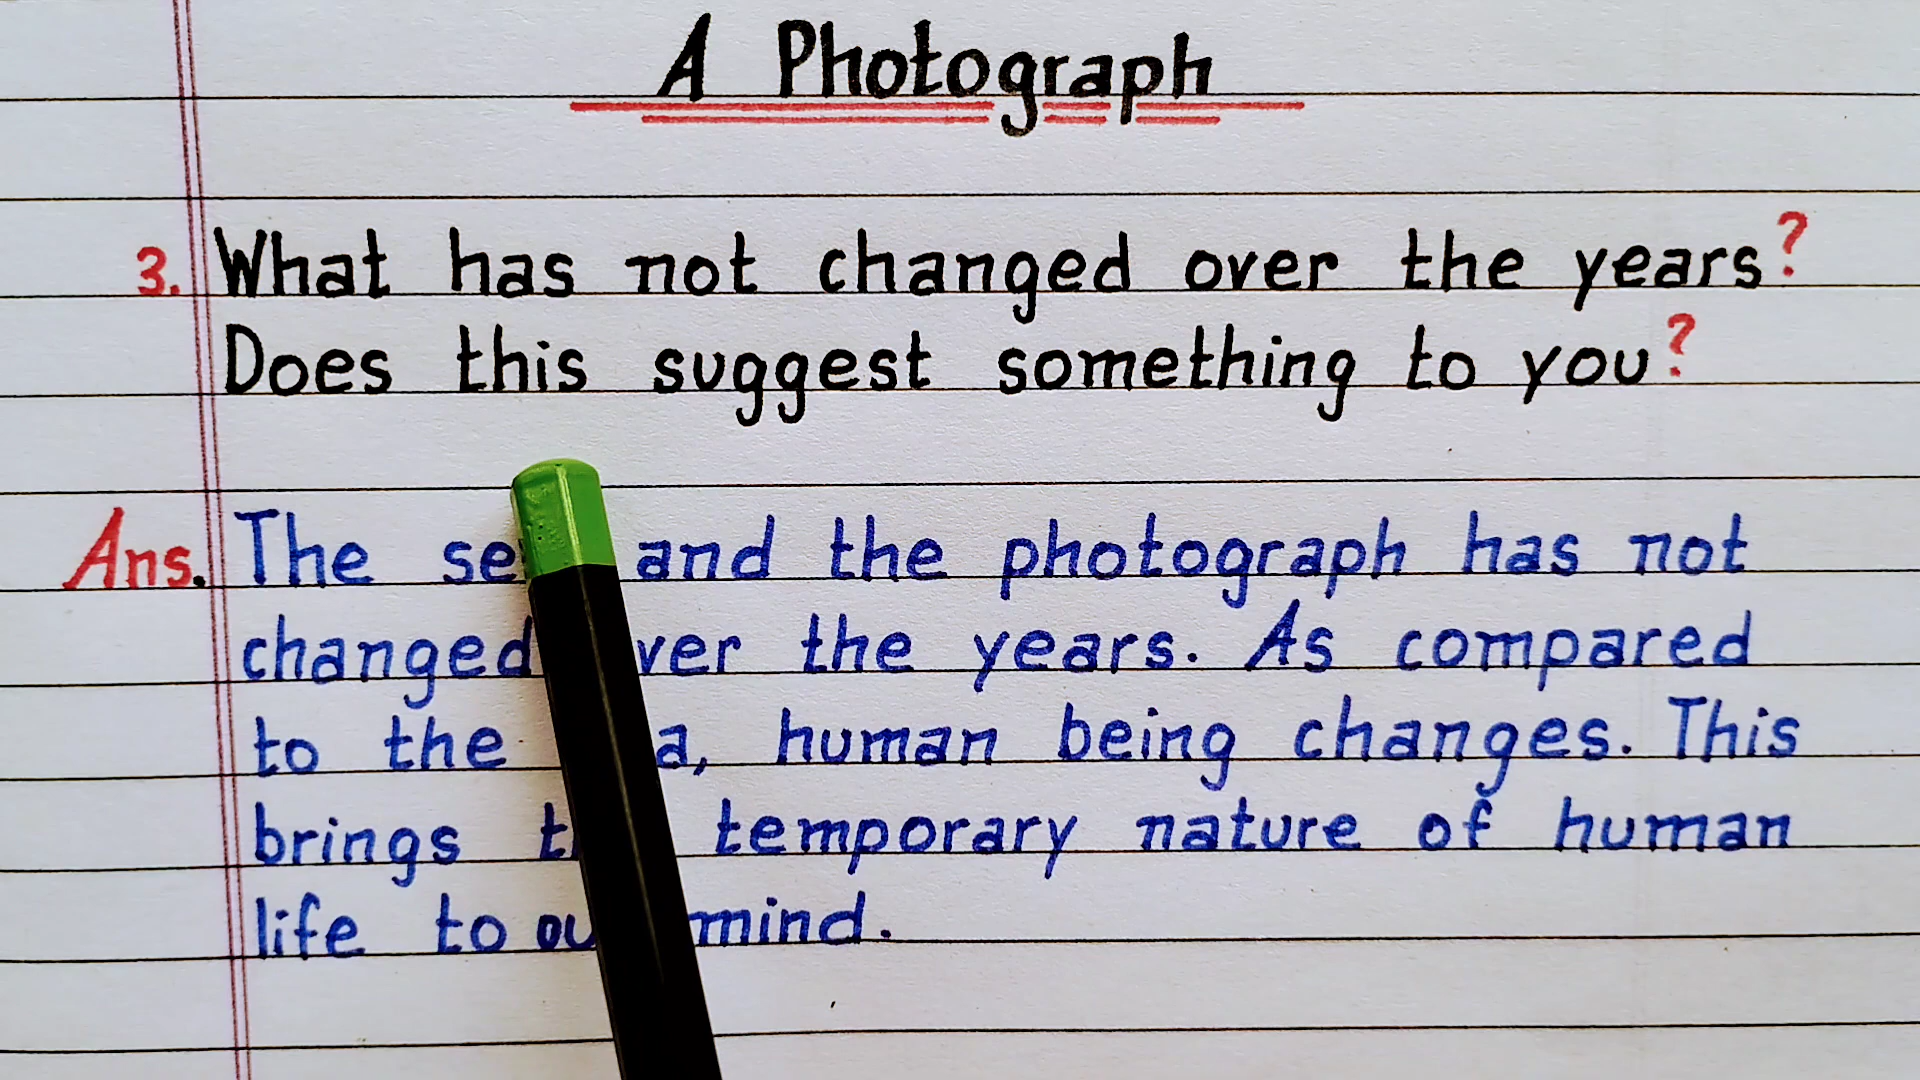 A Photograph
3. What has not changed over the years?
Does this suggest something to you?
Ans. The and the photograph has not
changed the years. As compared
to the human being changes. This
brings temporary nature of human
life to mind.